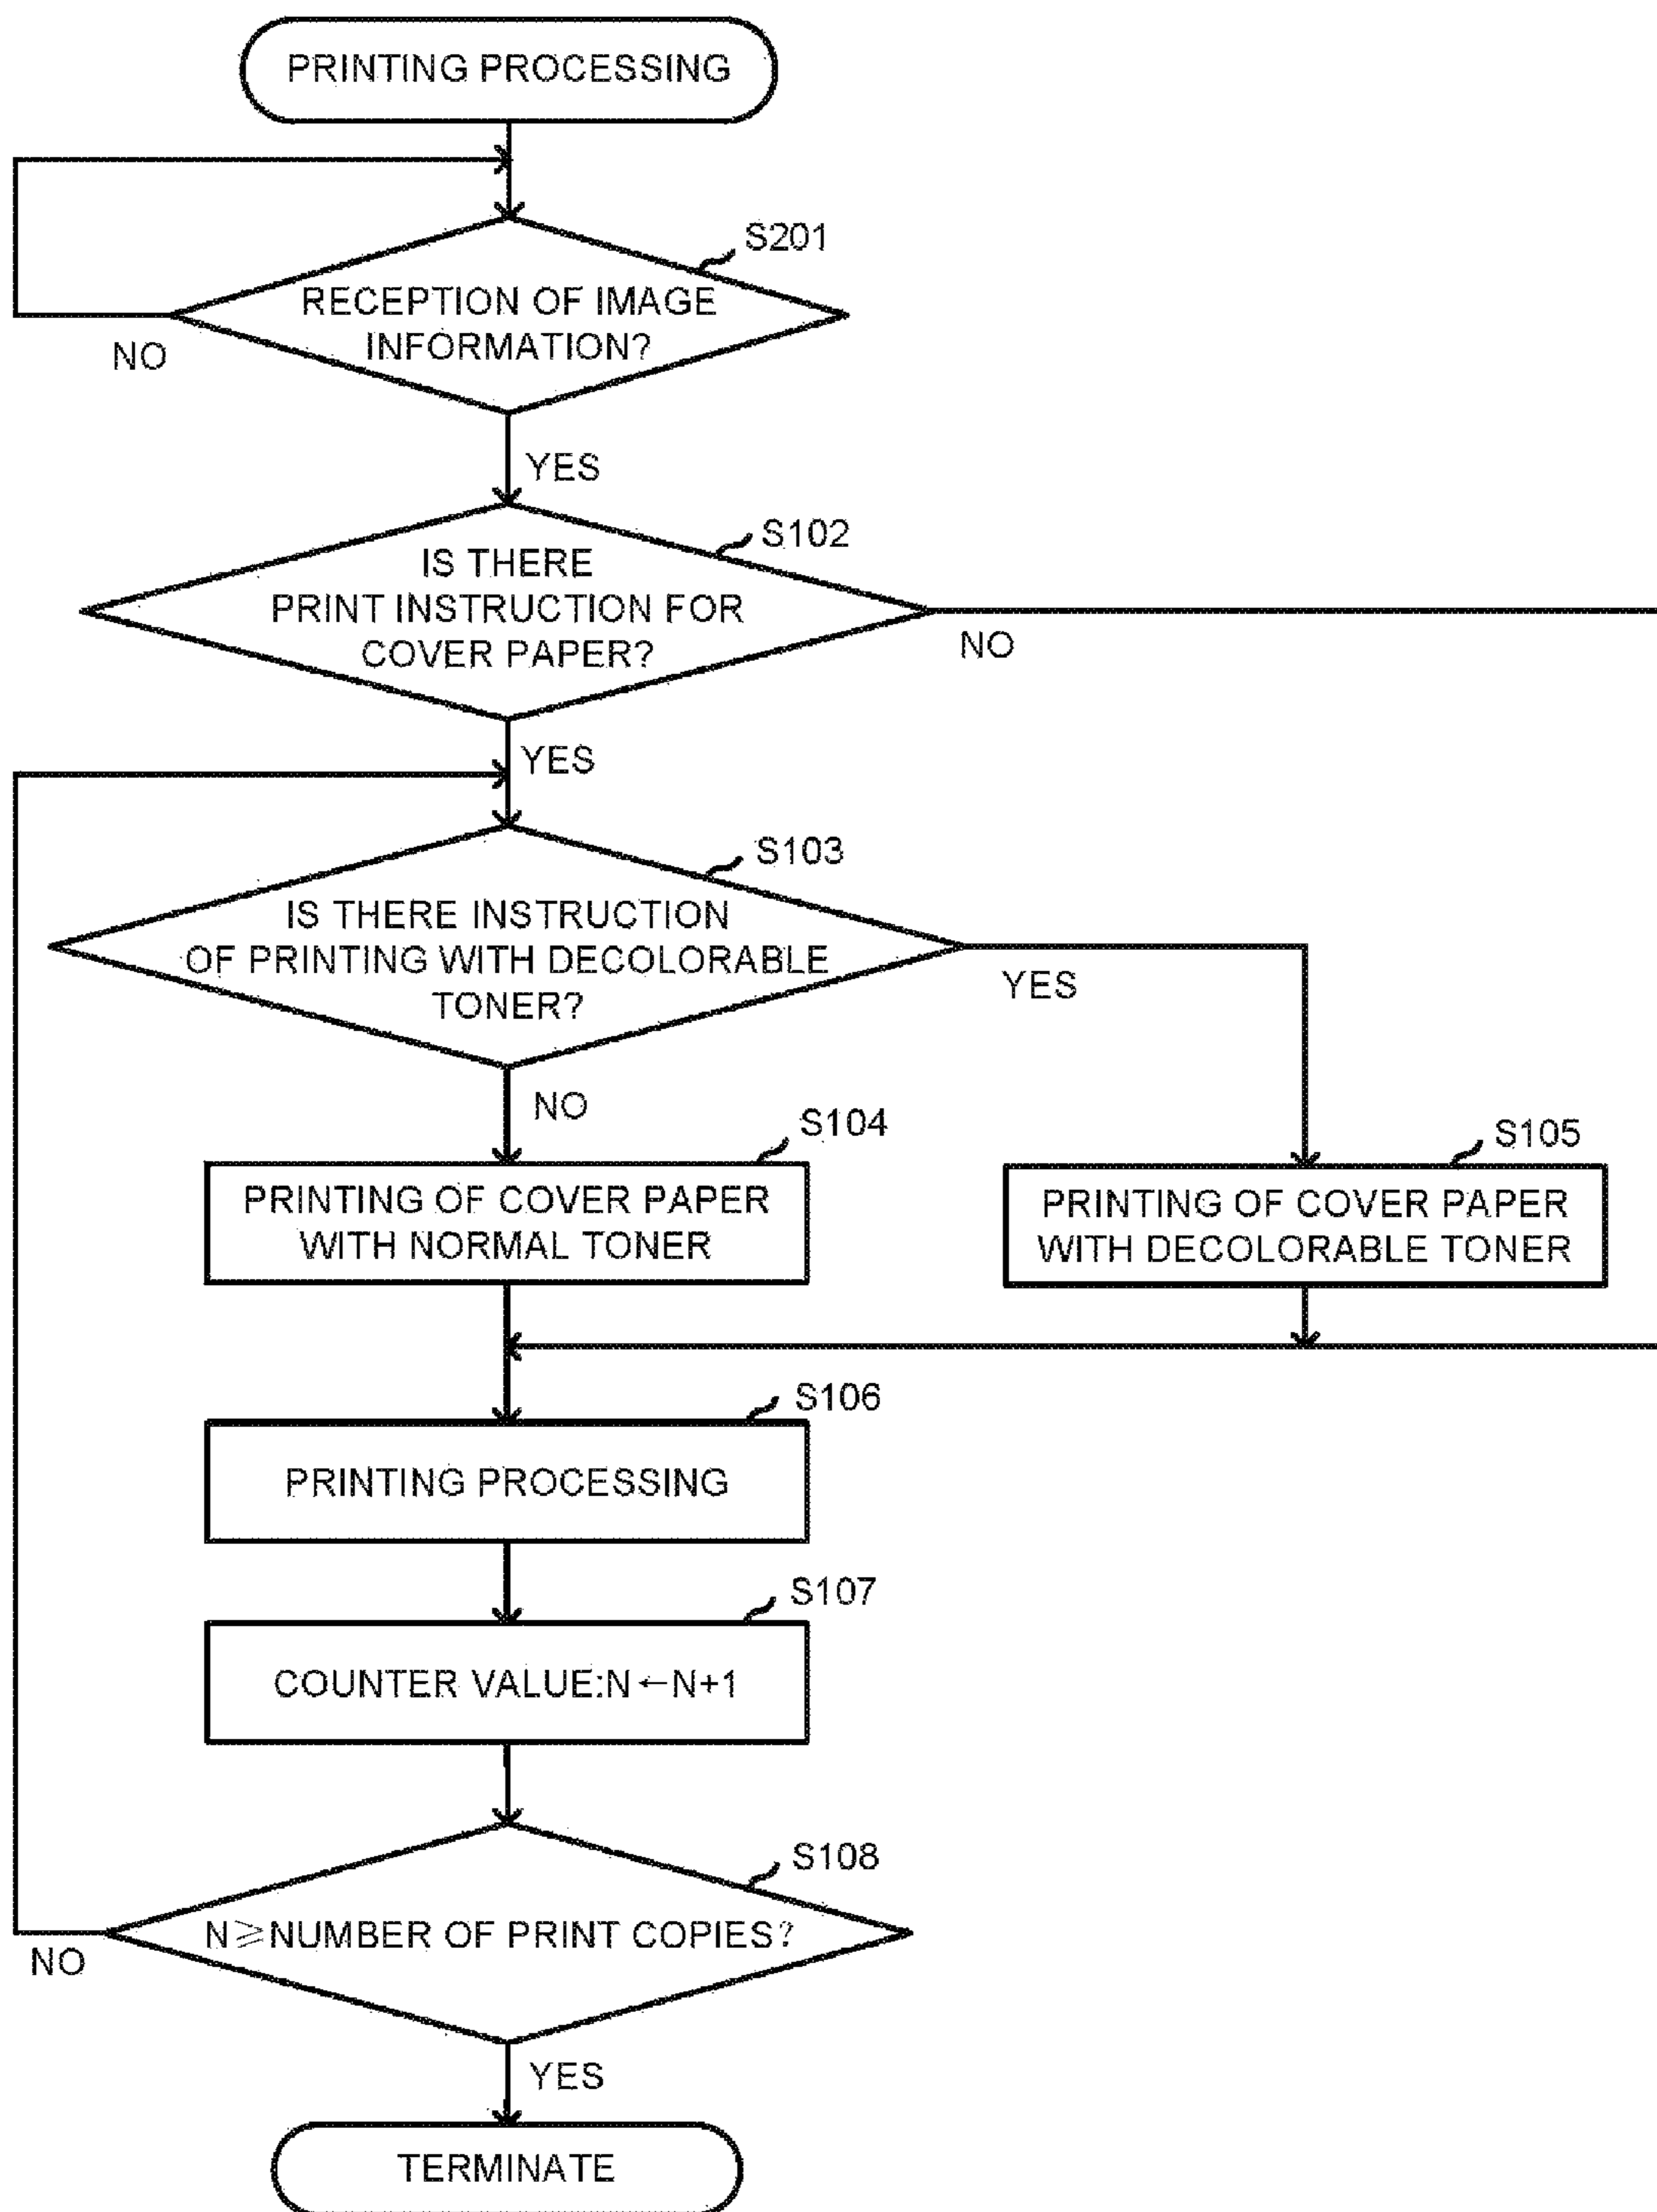 PRINTING PROCESSING
S201
RECEPTION OF IMAGE
INFORMATION?
NO
YES
S102
IS THERE
PRINT INSTRUCTION FOR
COVER PAPER?
NO
YES
S103
IS THERE INSTRUCTION
OF PRINTING WITH DECOLORABLE
TONER?
YES
NO
S104
PRINTING OF COVER PAPER
WITH NORMAL TONER
S105
PRINTING OF COVER PAPER
WITH DECOLORABLE TONER
S106
PRINTING PROCESSING
S107
COUNTER VALUE:N←N+1
S108
N≧NUMBER OF PRINT COPIES?
NO
YES
TERMINATE